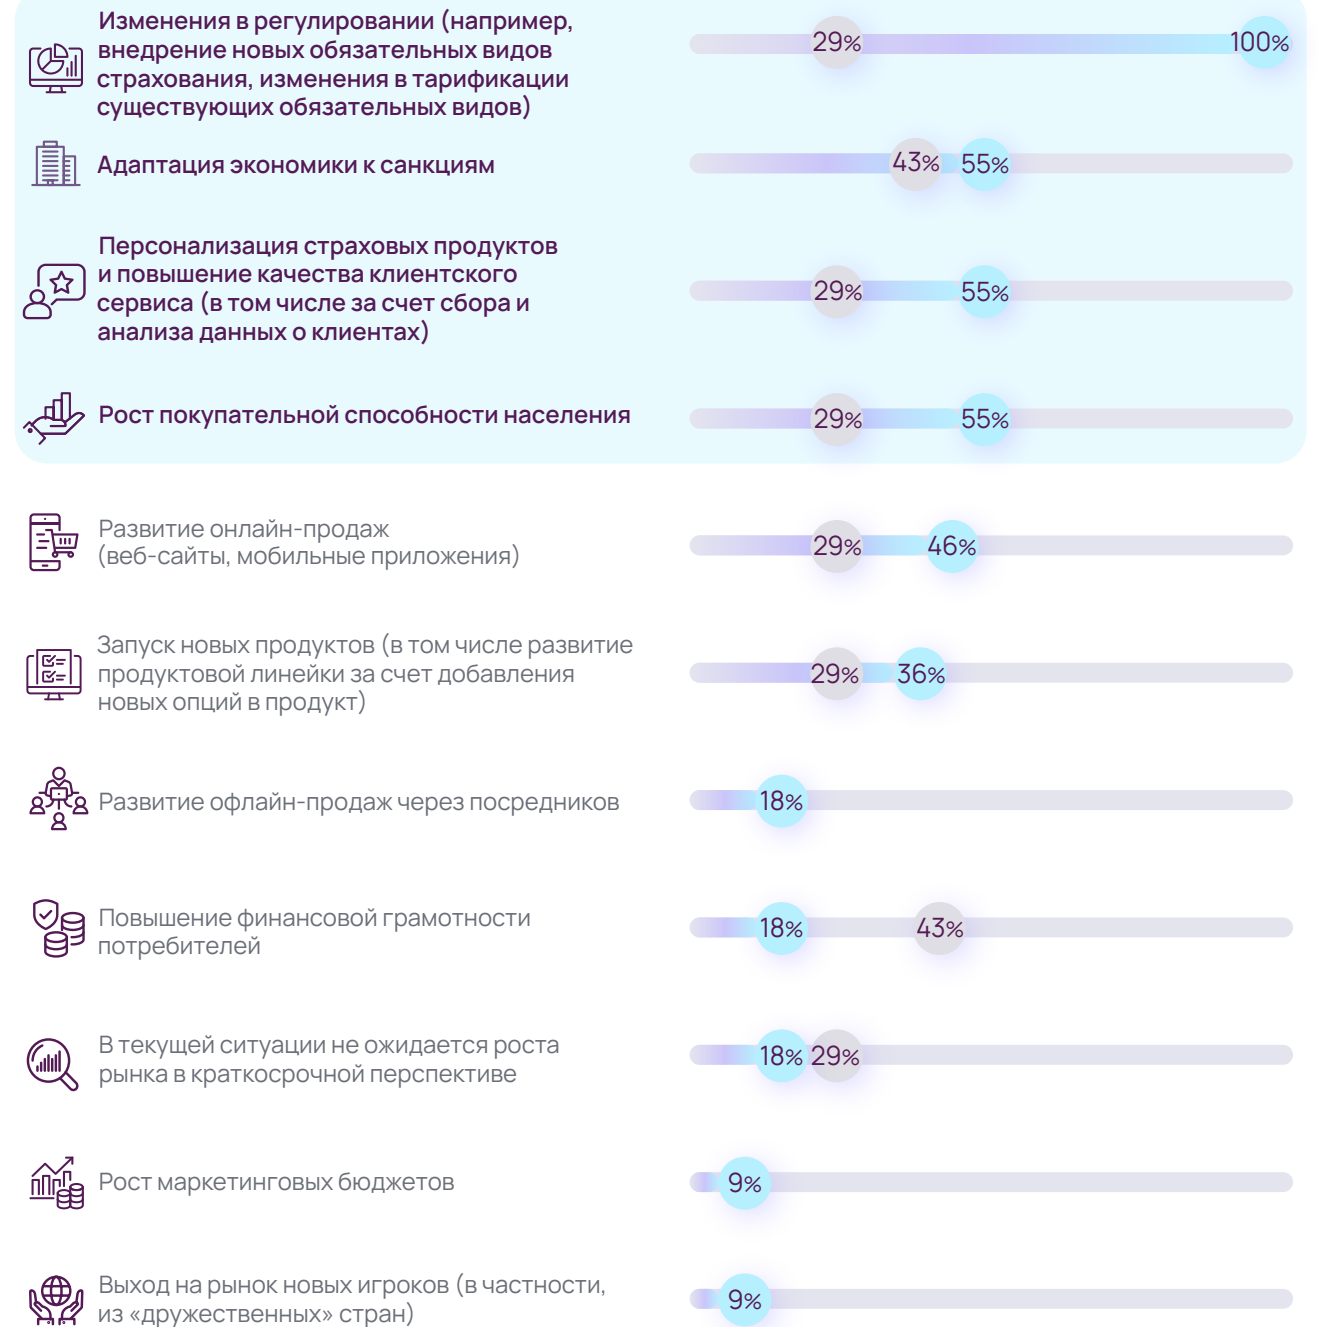 Изменения в регулировании (например,
внедрение новых обязательных видов
страхования, изменения в тарификации
существующих обязательных видов)
29% 100%
Адаптация экономики к санкциям
43% 55%
Персонализация страховых продуктов
и повышение качества клиентского
сервиса (в том числе за счет сбора и
анализа данных о клиентах)
29% 55%
Рост покупательной способности населения
29% 55%
Развитие онлайн-продаж
(веб-сайты, мобильные приложения)
29% 46%
Запуск новых продуктов (в том числе развитие
продуктовой линейки за счет добавления
новых опций в продукт)
29% 36%
Развитие офлайн-продаж через посредников
18%
Повышение финансовой грамотности
потребителей
18% 43%
В текущей ситуации не ожидается роста
рынка в краткосрочной перспективе
18% 29%
Рост маркетинговых бюджетов
9%
Выход на рынок новых игроков (в частности,
из «дружественных» стран)
9%